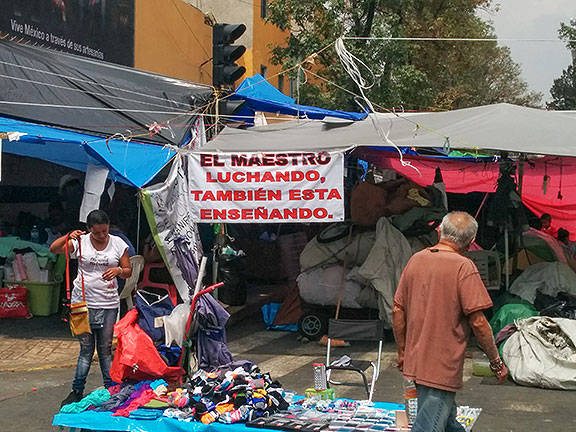 Vive México a través de sus artesanías
EL MAESTRO
LUCHANDO,
TAMBIÉN ESTA
ENSEÑANDO.